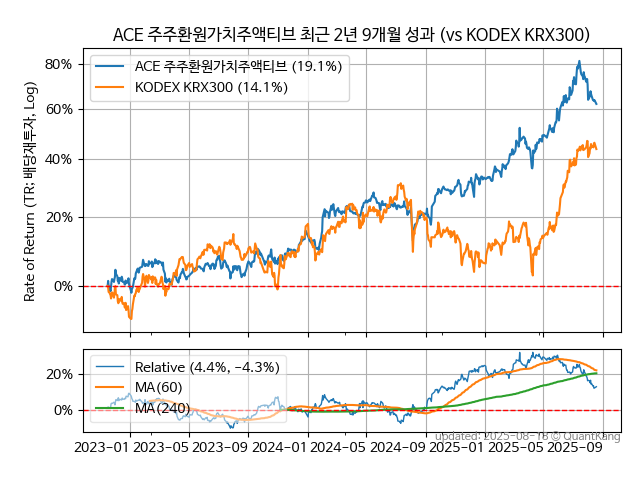 ACE 주주환원가치주액티브 최근 2년 9개월 성과 (vs KODEX KRX300)
Rate of Return (TR: 배당재투자, Log)
80%
60%
40%
20%
0%
ACE 주주환원가치주액티브 (19.1%)
KODEX KRX300 (14.1%)
20%
0%
Relative (4.4%, −4.3%)
MA(60)
MA(240)
2023−01 2023−05 2023−09 2024−01 2024−05 2024−09 2025−01 2025−05 2025−09
updated: 2025-08-18 © QuantKang